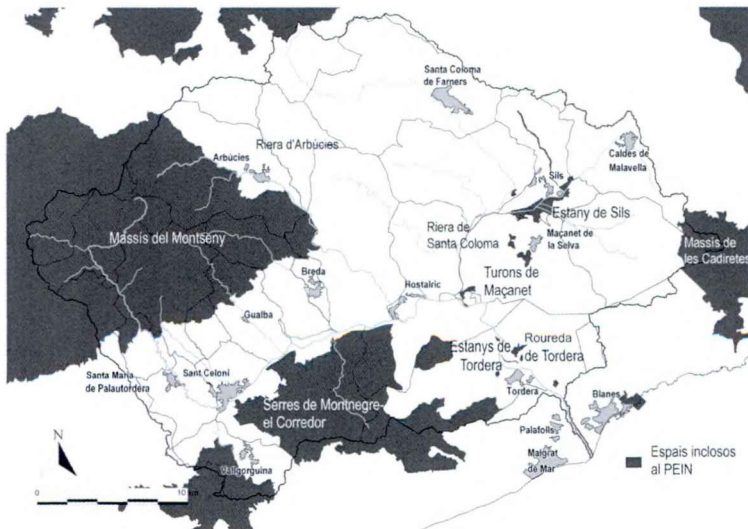 Santa Coloma
de Farners
Riera d'Arbúcies
Arbúcies
Caldes de
Malavella
Sils
Estany de Sils
Massís del Montseny
Riera de
Santa Coloma
Maçanet de
la Selva
Massís de
les Cadiretes
Turons de
Maçanet
Breda
Hostalric
Gualba
Estanys de
Tordera
Roureda
de Tordera
Santa Maria
de Palautordera
Sant Celoni
Tordera
Blanes
Serres de Montnegre-
el Corredor
Palafolls
N
Vallgorguina
Malgrat
de Mar
Espais inclosos
al PEIN
0
10 km